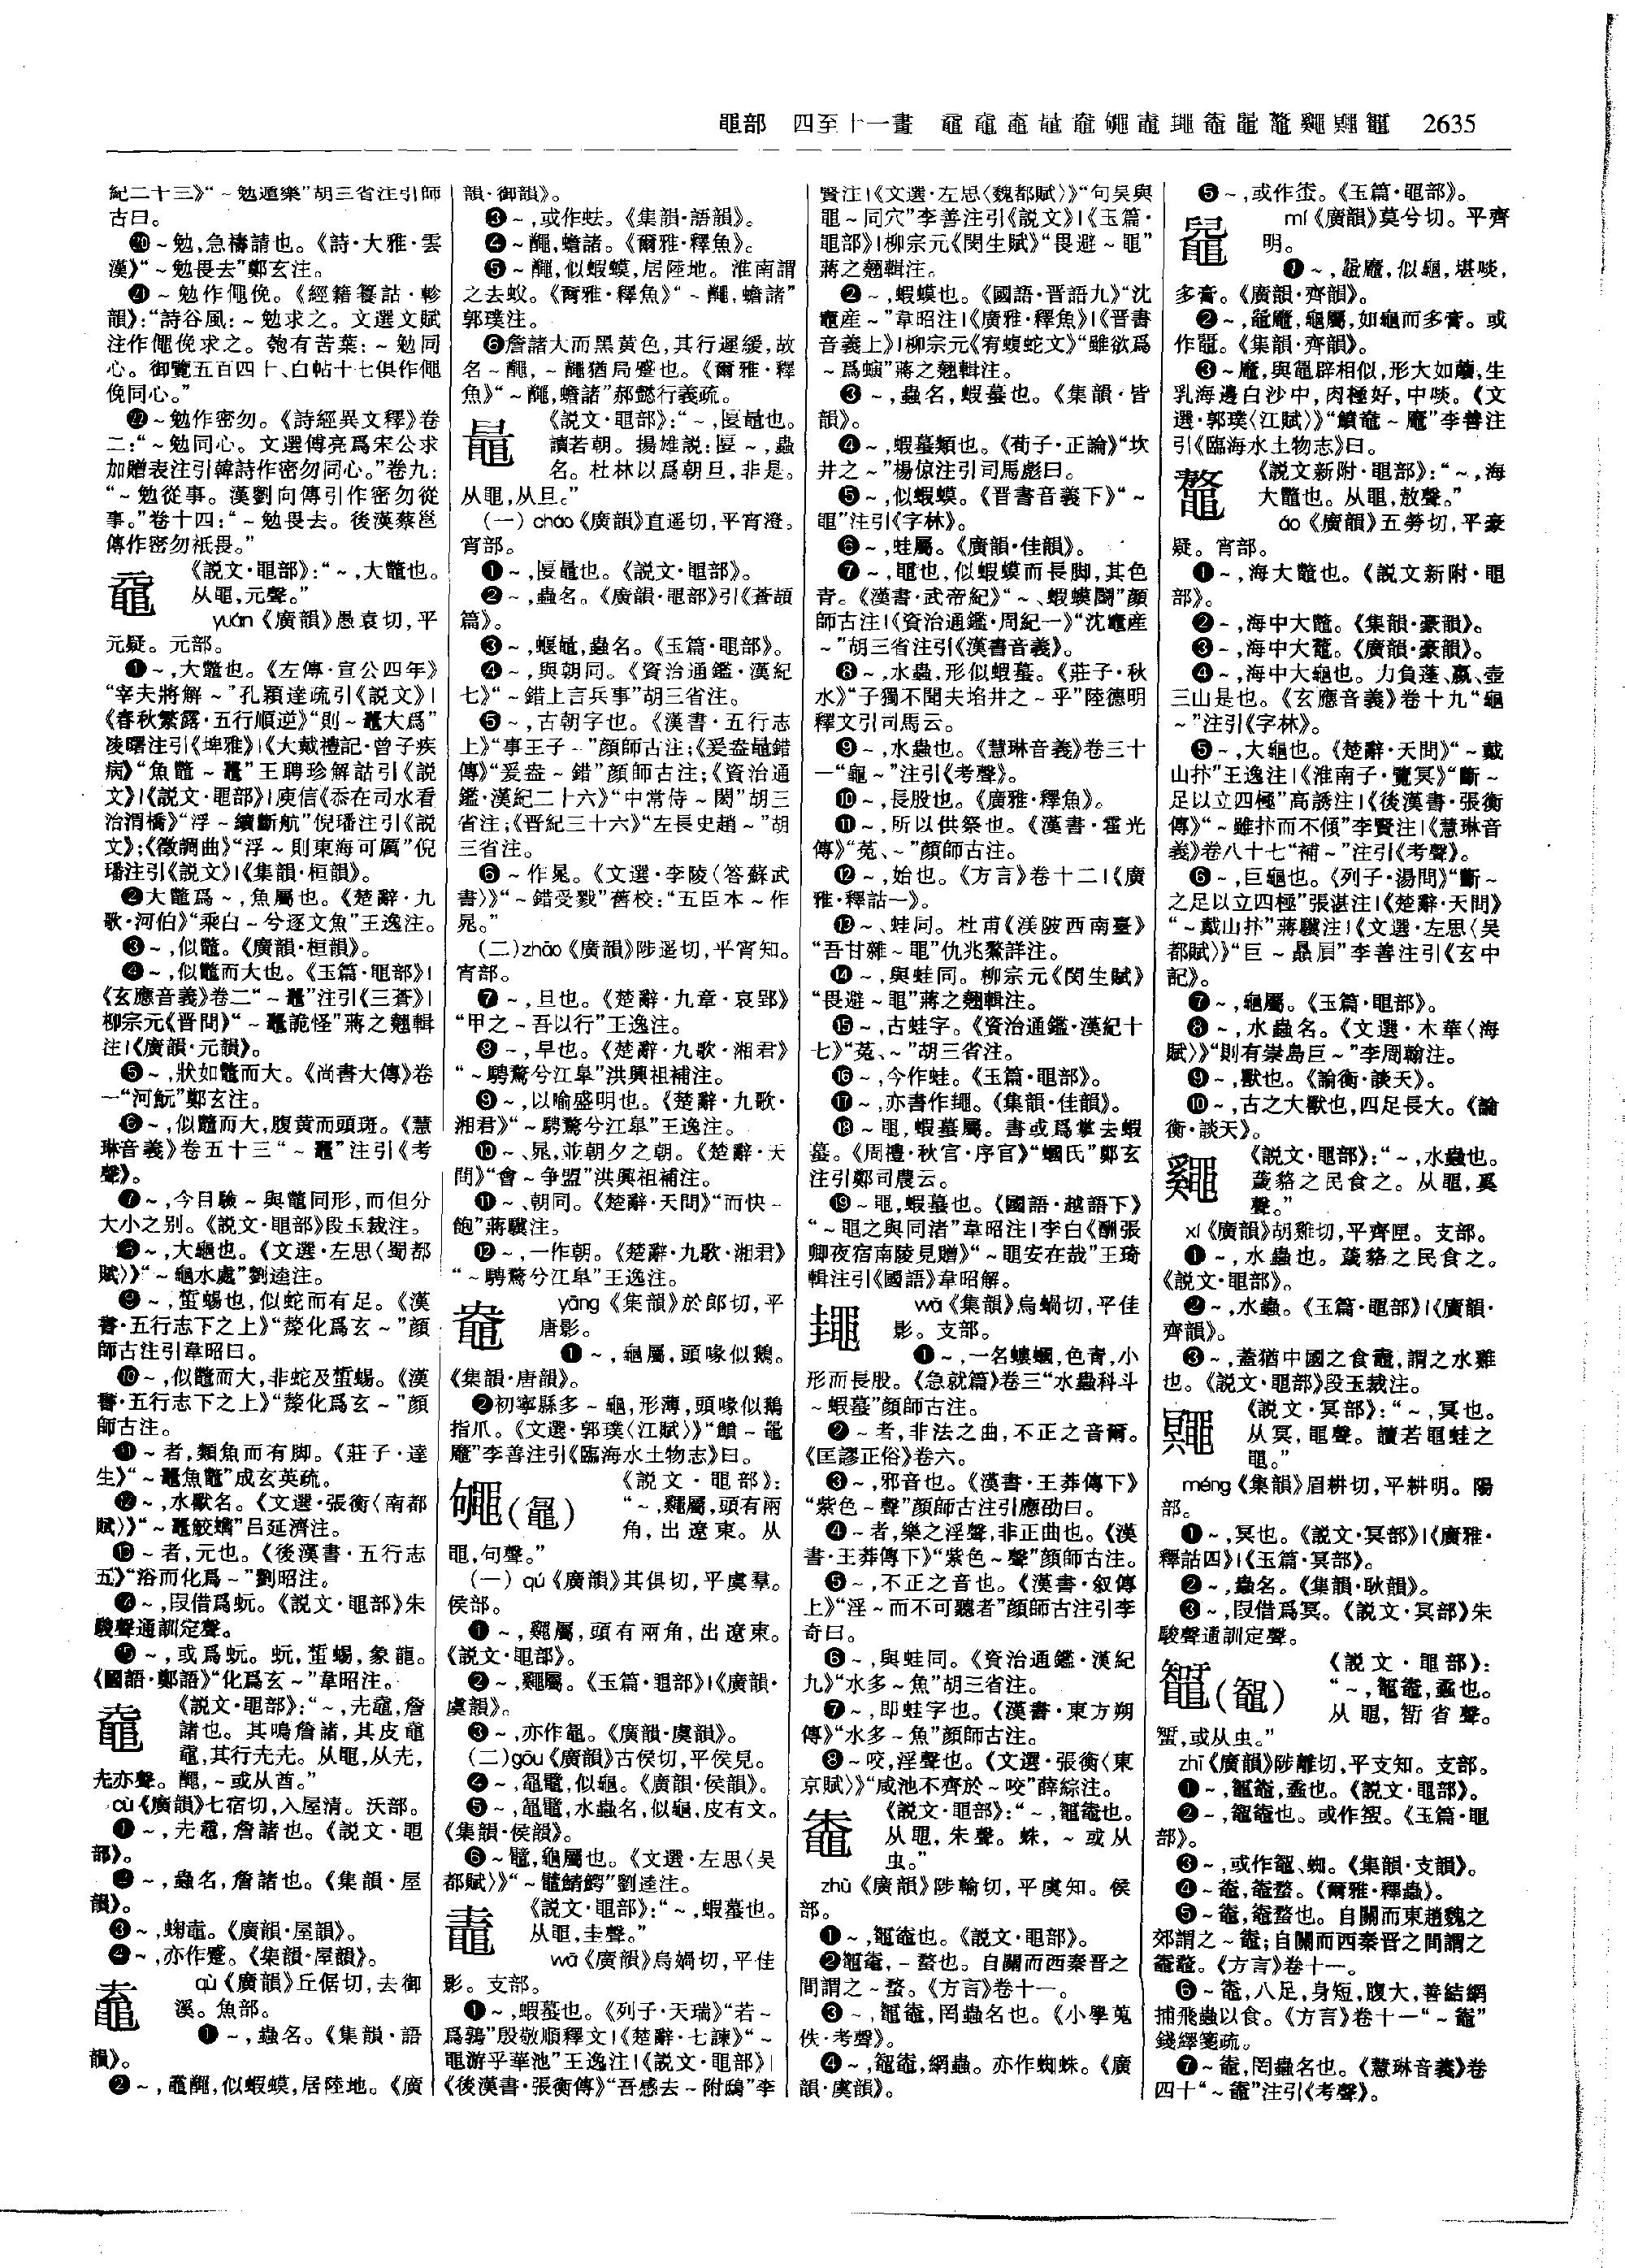 黽部 四至十一畫 黿鼀鼁鼂䵼鼅鼃䵷鼄䵹鼇鼷鼆鼅 2635
紀二十三》“～勉遁樂”胡三省注引師
古曰。
⑳～勉,急禱請也。《詩·大雅·雲
漢》“～勉畏去”鄭玄注。
㉑～勉作僶俛。《經籍籑詁·軫
韻》:“詩谷風:～勉求之。文選文賦
注作僶俛求之。匏有苦葉:～勉同
心。御覽五百四十、白帖十七俱作僶
俛同心。”
㉒～勉作密勿。《詩經異文釋》卷
二:“～勉同心。文選傅亮爲宋公求
加贈表注引韓詩作密勿同心。”卷九:
“～勉從事。漢劉向傳引作密勿從
事。”卷十四:“～勉畏去。後漢蔡邕
傳作密勿祇畏。”
黿 《説文·黽部》:“～,大鼈也。
从黽,元聲。”
yuán《廣韻》愚袁切,平
元疑。元部。
❶～,大鼈也。《左傳·宣公四年》
“宰夫將解～”孔穎達疏引《説文》|
《春秋繁露·五行順逆》“則～鼉大爲”
凌曙注引《埤雅》|《大戴禮記·曾子疾
病》“魚鼈～鼉”王聘珍解詁引《説
文》|《説文·黽部》|庾信《忝在司水看
治渭橋》“浮～續斷航”倪璠注引《説
文》;《徵調曲》“浮～則東海可厲”倪
璠注引《説文》|《集韻·桓韻》。
❷大鼈爲～,魚屬也。《楚辭·九
歌·河伯》“乘白～兮逐文魚”王逸注。
❸～,似鼈。《廣韻·桓韻》。
❹～,似鼈而大也。《玉篇·黽部》|
《玄應音義》卷二“～鼉”注引《三蒼》|
柳宗元《晋問》“～鼉詭怪”蔣之翹輯
注|《廣韻·元韻》。
❺～,狀如鼈而大。《尚書大傳》卷
一“河魭”鄭玄注。
❻～,似鼈而大,腹黄而頭斑。《慧
琳音義》卷五十三“～鼉”注引《考
聲》。
❼～,今目驗～與鼈同形,而但分
大小之别。《説文·黽部》段玉裁注。
❽～,大龜也。《文選·左思〈蜀都
賦〉》“～龜水處”劉逵注。
❾～,蜇蜴也,似蛇而有足。《漢
書·五行志下之上》“漦化爲玄～”顔
師古注引韋昭曰。
❿～,似鼈而大,非蛇及蜇蜴。《漢
書·五行志下之上》“漦化爲玄～”顔
師古注。
⓫～者,類魚而有脚。《莊子·達
生》“～鼉魚鼈”成玄英疏。
⓬～,水獸名。《文選·張衡〈南都
賦〉》“～鼉鮫蠵”吕延濟注。
⓭～者,元也。《後漢書·五行志
五》“浴而化爲～”劉昭注。
⓮～,叚借爲蚖。《説文·黽部》朱
駿聲通訓定聲。
⓯～,或爲蚖。蚖,蜇蜴,象龍。
《國語·鄭語》“化爲玄～”韋昭注。
鼀 《説文·黽部》:“～,圥鼀,詹
諸也。其鳴詹諸,其皮鼀
鼀,其行圥圥。从黽,从圥,
圥亦聲。䵸,～或从酋。”
cù《廣韻》七宿切,入屋清。沃部。
❶～,圥鼀,詹諸也。《説文·黽
部》。
❷～,蟲名,詹諸也。《集韻·屋
韻》。
❸～,蜪鼀。《廣韻·屋韻》。
❹～,亦作蹵。《集韻·屋韻》。
鼁 qù《廣韻》丘倨切,去御
溪。魚部。
❶～,蟲名。《集韻·語
韻》。
❷～,鼁䵸,似蝦蟆,居陸地。《廣
韻·御韻》。
❸～,或作蚨。《集韻·語韻》。
❹～䵸,蟾諸。《爾雅·釋魚》。
❺～䵸,似蝦蟆,居陸地。淮南謂
之去蚁。《爾雅·釋魚》“～䵸,蟾諸”
郭璞注。
❻詹諸大而黑黄色,其行遲緩,故
名～䵸,～䵸猶局蹙也。《爾雅·釋
魚》“～䵸,蟾諸”郝懿行義疏。
鼂 《説文·黽部》:“～,匽鼂也。
讀若朝。揚雄説:匽～,蟲
名。杜林以爲朝旦,非是。
从黽,从旦。”
(一)cháo《廣韻》直遥切,平宵澄。
宵部。
❶～,匽鼂也。《説文·黽部》。
❷～,蟲名。《廣韻·黽部》引《蒼頡
篇》。
❸～,蝘鼂,蟲名。《玉篇·黽部》。
❹～,與朝同。《資治通鑑·漢紀
七》“～錯上言兵事”胡三省注。
❺～,古朝字也。《漢書·五行志
上》“事王子～”顔師古注;《爰盎鼂錯
傳》“爰盎～錯”顔師古注;《資治通
鑑·漢紀二十六》“中常侍～閎”胡三
省注;《晋紀三十六》“左長史趙～”胡
三省注。
❻～作晁。《文選·李陵〈答蘇武
書〉》“～錯受戮”舊校:“五臣本～作
晁。”
(二)zhāo《廣韻》陟遥切,平宵知。
宵部。
❼～,旦也。《楚辭·九章·哀郢》
“甲之～吾以行”王逸注。
❽～,早也。《楚辭·九歌·湘君》
“～騁騖兮江皋”洪興祖補注。
❾～,以喻盛明也。《楚辭·九歌·
湘君》“～騁騖兮江皋”王逸注。
❿～、晁,並朝夕之朝。《楚辭·天
問》“會～争盟”洪興祖補注。
⓫～、朝同。《楚辭·天問》“而快～
飽”蔣驥注。
⓬～,一作朝。《楚辭·九歌·湘君》
“～騁騖兮江皋”王逸注。
yāng《集韻》於郎切,平
唐影。
❶～,龜屬,頭喙似鵝。
《集韻·唐韻》。
❷初寧縣多～龜,形薄,頭喙似鵝
指爪。《文選·郭璞〈江賦〉》“鱝～
”李善注引《臨海水土物志》曰。
《説文·黽部》:
“～,鼷屬,頭有兩
角,出遼東。从
黽,句聲。”
(一)qú《廣韻》其俱切,平虞羣。
侯部。
❶～,鼷屬,頭有兩角,出遼東。
《説文·黽部》。
❷～,鼷屬。《玉篇·黽部》|《廣韻·
虞韻》。
❸～,亦作鼅。《廣韻·虞韻》。
(二)gōu《廣韻》古侯切,平侯見。
❹～,似龜。《廣韻·侯韻》。
❺～,水蟲名,似龜,皮有文。
《集韻·侯韻》。
❻～,龜屬也。《文選·左思〈吴
都賦〉》“～鯖鰐”劉逵注。
鼃 《説文·黽部》:“～,蝦蟇也。
从黽,圭聲。”
wā《廣韻》烏媧切,平佳
影。支部。
❶～,蝦蟇也。《列子·天瑞》“若～
爲鶉”殷敬順釋文|《楚辭·七諫》“～
黽游乎華池”王逸注|《説文·黽部》|
《後漢書·張衡傳》“吾感去～附鴟”李
賢注|《文選·左思〈魏都賦〉》“句吴與
黽～同穴”李善注引《説文》|《玉篇·
黽部》|柳宗元《閔生賦》“畏避～黽”
蔣之翹輯注。
❷～,蝦蟆也。《國語·晋語九》“沈
竈産～”韋昭注|《廣雅·釋魚》|《晋書
音義上》|柳宗元《宥蝮蛇文》“雖欲爲
～爲螾”蔣之翹輯注。
❸～,蟲名,蝦蟇也。《集韻·皆
韻》。
❹～,蝦蟇類也。《荀子·正論》“坎
井之～”楊倞注引司馬彪曰。
❺～,似蝦蟆。《晋書音義下》“～
黽”注引《字林》。
❻～,蛙屬。《廣韻·佳韻》。
❼～,黽也,似蝦蟆而長脚,其色
青。《漢書·武帝紀》“～、蝦蟆鬭”顔
師古注|《資治通鑑·周紀一》“沈竈産
～”胡三省注引《漢書音義》。
❽～,水蟲,形似蝦蟇。《莊子·秋
水》“子獨不聞夫埳井之～乎”陸德明
釋文引司馬云。
❾～,水蟲也。《慧琳音義》卷三十
一“龜～”注引《考聲》。
❿～,長股也。《廣雅·釋魚》。
⓫～,所以供祭也。《漢書·霍光
傳》“菟、～”顔師古注。
⓬～,始也。《方言》卷十二|《廣
雅·釋詁一》。
⓭～、蛙同。杜甫《渼陂西南臺》
“吾甘雜～黽”仇兆鰲詳注。
⓮～,與蛙同。柳宗元《閔生賦》
“畏避～黽”蔣之翹輯注。
⓯～,古蛙字。《資治通鑑·漢紀十
七》“菟、～”胡三省注。
⓰～,今作蛙。《玉篇·黽部》。
⓱～,亦書作䵷。《集韻·佳韻》。
⓲～黽,蝦蟇屬。書或爲掌去蝦
蟇。《周禮·秋官·序官》“蟈氏”鄭玄
注引鄭司農云。
⓳～黽,蝦蟇也。《國語·越語下》
“～黽之與同渚”韋昭注|李白《酬張
卿夜宿南陵見贈》“～黽安在哉”王琦
輯注引《國語》韋昭解。
䵷 wā《集韻》烏蝸切,平佳
影。支部。
❶～,一名螻蟈,色青,小
形而長股。《急就篇》卷三“水蟲科斗
～蝦蟇”顔師古注。
❷～者,非法之曲,不正之音爾。
《匡謬正俗》卷六。
❸～,邪音也。《漢書·王莽傳下》
“紫色～聲”顔師古注引應劭曰。
❹～者,樂之淫聲,非正曲也。《漢
書·王莽傳下》“紫色～聲”顔師古注。
❺～,不正之音也。《漢書·叙傳
上》“淫～而不可聽者”顔師古注引李
奇曰。
❻～,與蛙同。《資治通鑑·漢紀
九》“水多～魚”胡三省注。
❼～,即蛙字也。《漢書·東方朔
傳》“水多～魚”顔師古注。
❽～咬,淫聲也。《文選·張衡〈東
京賦〉》“咸池不齊於～咬”薛綜注。
鼄 《説文·黽部》:“～,鼅鼄也。
从黽,朱聲。蛛,～或从
虫。”
zhū《廣韻》陟輸切,平虞知。侯
部。
❶～,鼅鼄也。《説文·黽部》。
❷鼅鼄,～蝥也。自關而西秦晋之
間謂之～蝥。《方言》卷十一。
❸～,鼅鼄,罔蟲名也。《小學蒐
佚·考聲》。
❹～,鼅鼄,網蟲。亦作蜘蛛。《廣
韻·虞韻》。
❺～,或作蝥。《玉篇·黽部》。
mí《廣韻》莫兮切。平齊
明。
❶～,似龜,堪啖,
多膏。《廣韻·齊韻》。
❷～,龜屬,如龜而多膏。或
作。《集韻·齊韻》。
❸～,與鼊辟相似,形大如,生
乳海邊白沙中,肉極好,中啖。《文
選·郭璞〈江賦〉》“鱝～”李善注
引《臨海水土物志》曰。
鼇 《説文新附·黽部》:“～,海
大鼈也。从黽,敖聲。”
áo《廣韻》五勞切,平豪
疑。宵部。
❶～,海大鼈也。《説文新附·黽
部》。
❷～,海中大鼈。《集韻·豪韻》。
❸～,海中大鼇。《廣韻·豪韻》。
❹～,海中大龜也。力負蓬、瀛、壺
三山是也。《玄應音義》卷十九“龜
～”注引《字林》。
❺～,大龜也。《楚辭·天問》“～戴
山抃”王逸注|《淮南子·覽冥》“斷～
足以立四極”高誘注|《後漢書·張衡
傳》“～雖抃而不傾”李賢注|《慧琳音
義》卷八十七“補～”注引《考聲》。
❻～,巨龜也。《列子·湯問》“斷～
之足以立四極”張湛注|《楚辭·天問》
“～戴山抃”蔣驥注|《文選·左思〈吴
都賦〉》“巨～贔屓”李善注引《玄中
記》。
❼～,龜屬。《玉篇·黽部》。
❽～,水蟲名。《文選·木華〈海
賦〉》“則有崇島巨～”李周翰注。
❾～,獸也。《論衡·談天》。
❿～,古之大獸也,四足長大。《論
衡·談天》。
《説文·黽部》:“～,水蟲也。
薉貉之民食之。从黽,奚
聲。”
xí《廣韻》胡雞切,平齊匣。支部。
❶～,水蟲也。薉貉之民食之。
《説文·黽部》。
❷～,水蟲。《玉篇·黽部》|《廣韻·
齊韻》。
❸～,蓋猶中國之食鼃,謂之水雞
也。《説文·黽部》段玉裁注。
鼆 《説文·冥部》:“～,冥也。
从冥,黽聲。讀若黽蛙之
黽。”
méng《集韻》眉耕切,平耕明。陽
部。
❶～,冥也。《説文·冥部》|《廣雅·
釋詁四》|《玉篇·冥部》。
❷～,蟲名。《集韻·耿韻》。
❸～,叚借爲冥。《説文·冥部》朱
駿聲通訓定聲。
(鼅) 《説文·黽部》:
“～,鼅鼄,蟊也。
从黽,智省聲。
蜘,或从虫。”
zhī《廣韻》陟離切,平支知。支部。
❶～,鼅鼄,蟊也。《説文·黽部》。
❷～,鼅鼄也。或作蜘。《玉篇·黽
部》。
❸～,或作鼅、蜘。《集韻·支韻》。
❹～鼄,鼄蝥。《爾雅·釋蟲》。
❺～鼄,鼄蝥也。自關而東趙魏之
郊謂之～鼄;自關而西秦晋之間謂之
鼄蝥。《方言》卷十一。
❻～鼄,八足,身短,腹大,善結網
捕飛蟲以食。《方言》卷十一“～鼄”
錢繹箋疏。
❼～鼄,罔蟲名也。《慧琳音義》卷
四十“～鼄”注引《考聲》。